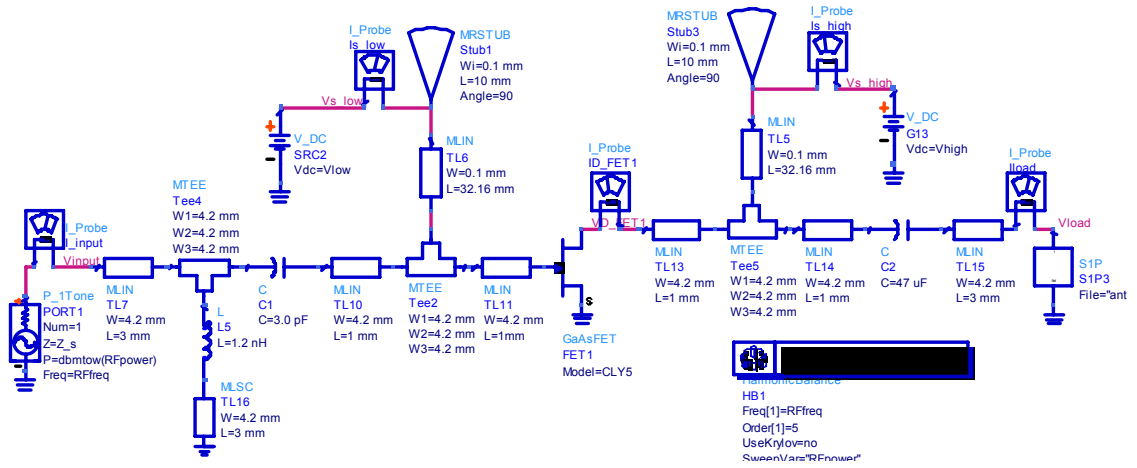 I_Probe
Is_low
MRSTUB
Stub1
Wi=0.1 mm
L=10 mm
Angle=90
Vs_low
V_DC
SRC2
Vdc=Vlow
MLIN
TL6
W=0.1 mm
L=32.16 mm
MTEE
Tee4
W1=4.2 mm
W2=4.2 mm
W3=4.2 mm
I_Probe
I_input
Vinput
P_1Tone
PORT1
Num=1
Z=Z_s
P=dbmtow(RFpower)
Freq=RFfreq
MLIN
TL7
W=4.2 mm
L=3 mm
L
L5
L=1.2 nH
MLSC
TL16
W=4.2 mm
L=3 mm
C
C1
C=3.0 pF
MLIN
TL10
W=4.2 mm
L=1 mm
MTEE
Tee2
W1=4.2 mm
W2=4.2 mm
W3=4.2 mm
MLIN
TL11
W=4.2 mm
L=1mm
S
GaAsFET
FET1
Model=CLY5
I_Probe
ID_FET1
VD_FET1
MRSTUB
Stub3
Wi=0.1 mm
L=10 mm
Angle=90
I_Probe
Is_high
Vs_high
V_DC
G13
Vdc=Vhigh
MLIN
TL5
W=0.1 mm
L=32.16 mm
MLIN
TL13
W=4.2 mm
L=1 mm
MTEE
Tee5
W1=4.2 mm
W2=4.2 mm
W3=4.2 mm
MLIN
TL14
W=4.2 mm
L=1 mm
C
C2
C=47 uF
MLIN
TL15
W=4.2 mm
L=3 mm
I_Probe
Iload
Vload
S1P
S1P3
File="ant
HarmonicBalance
HB1
Freq[1]=RFfreq
Order[1]=5
UseKrylov=no
SweepVar="RFpower"